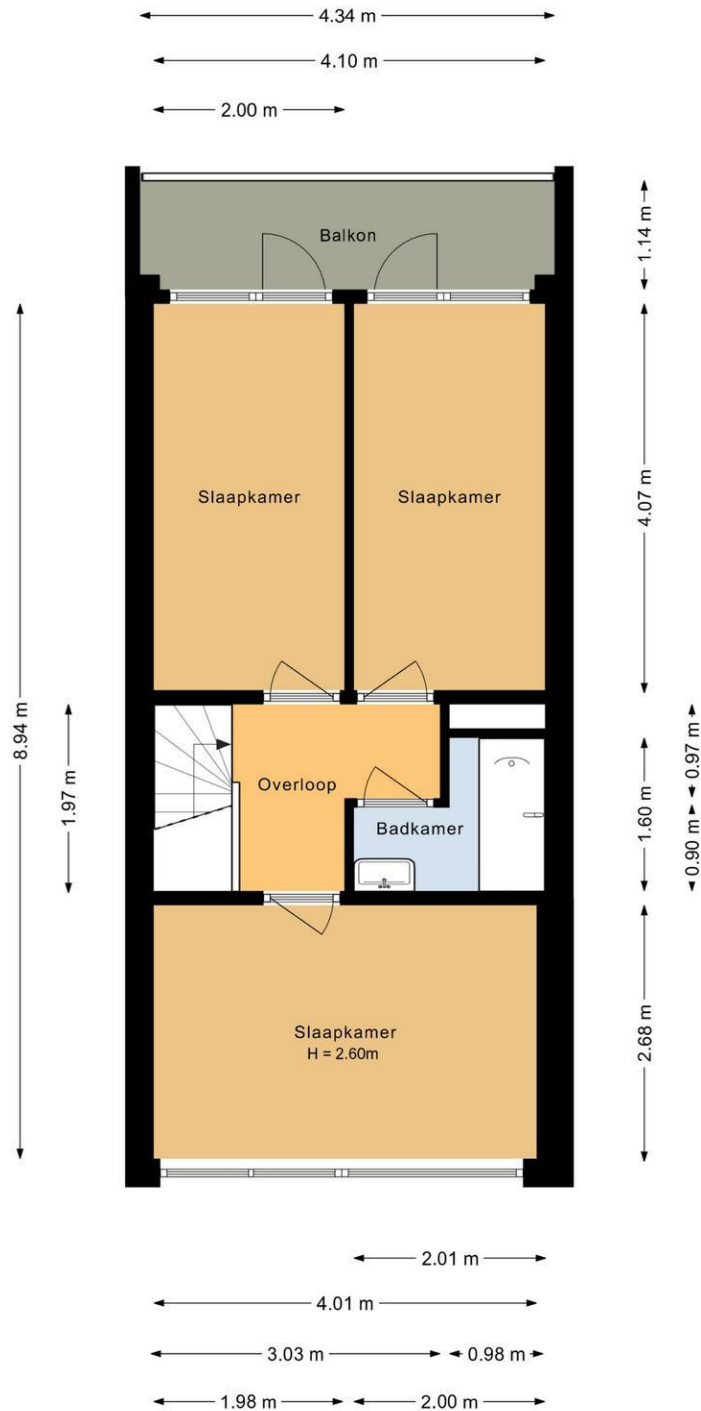 4.34 m
4.10 m
2.00 m
Balkon
1.14 m
Slaapkamer
Slaapkamer
4.07 m
8.94 m
1.97 m
Overloop
Badkamer
1.60 m
0.97 m
0.90 m
Slaapkamer
H = 2.60m
2.68 m
2.01 m
4.01 m
3.03 m
0.98 m
1.98 m
2.00 m